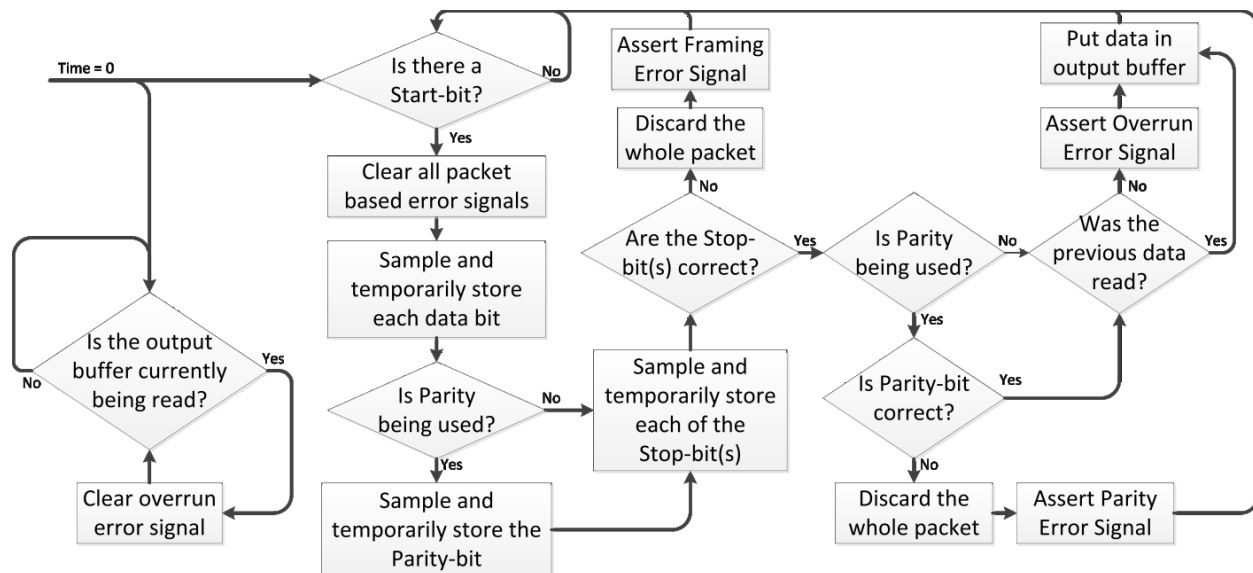 Time = 0
Is there a
Start-bit?
No
Yes
Clear all packet
based error signals
Sample and
temporarily store
each data bit
Is Parity
being used?
No
Yes
Sample and
temporarily store the
Parity-bit
Is the output
buffer currently
being read?
No
Yes
Clear overrun
error signal
Sample and
temporarily store
each of the
Stop-bit(s)
Are the Stop-
bit(s) correct?
No
Yes
Discard the
whole packet
Assert Framing
Error Signal
Is Parity
being used?
No
Yes
Is Parity-bit
correct?
Yes
No
Discard the
whole packet
Assert Parity
Error Signal
Was the
previous data
read?
No
Yes
Assert Overrun
Error Signal
Put data in
output buffer